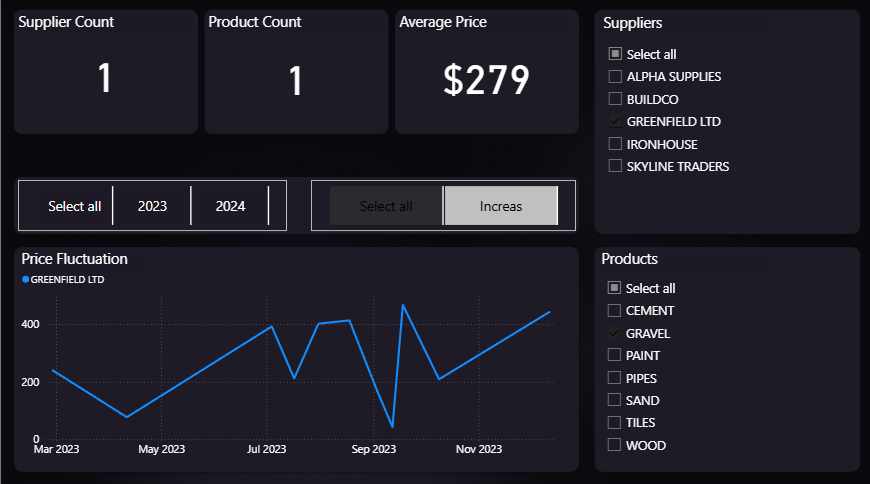 Supplier Count
1
Product Count
1
Average Price
$279
Suppliers
Select all
ALPHA SUPPLIES
BUILDCO
GREENFIELD LTD
IRONHOUSE
SKYLINE TRADERS
Select all
2023
2024
Select all
Increas
Price Fluctuation
GREENFIELD LTD
400
200
0
Mar 2023
May 2023
Jul 2023
Sep 2023
Nov 2023
Products
Select all
CEMENT
GRAVEL
PAINT
PIPES
SAND
TILES
WOOD